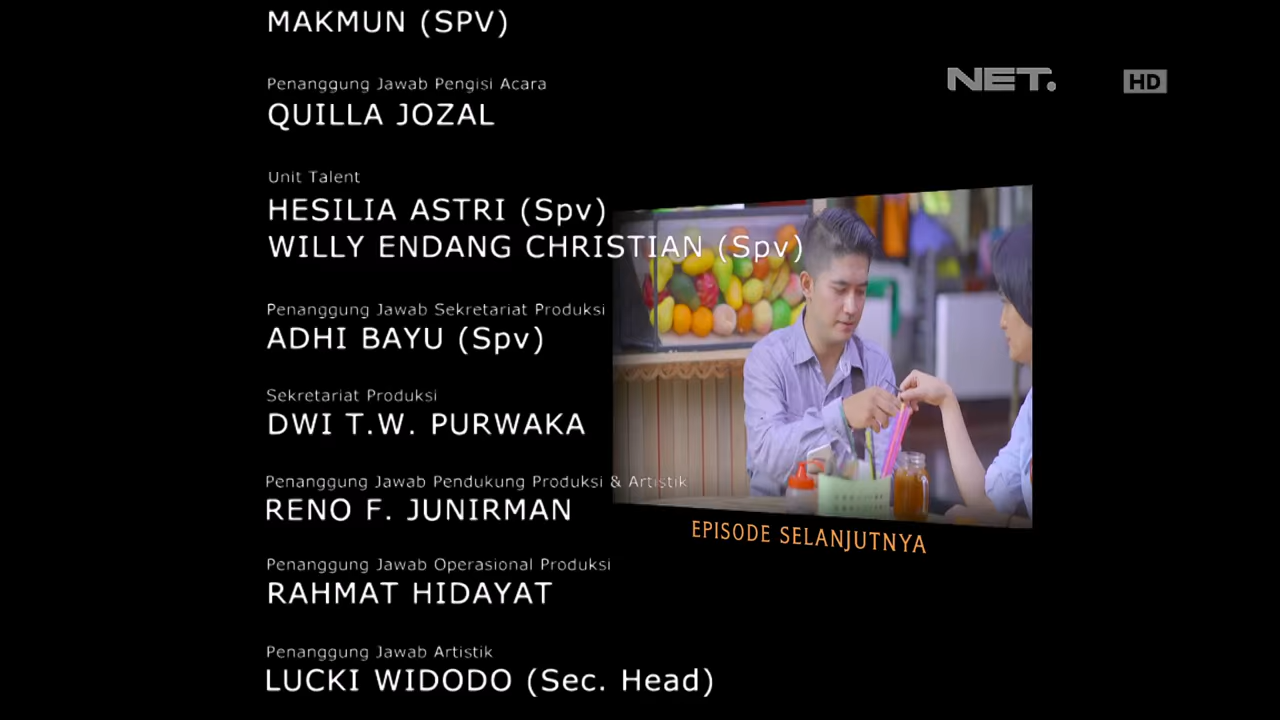 MAKMUN (SPV)
NET.
HD
Penanggung Jawab Pengisi Acara
QUILLA JOZAL
Unit Talent
HESILIA ASTRI (Spv)
WILLY ENDANG CHRISTIAN (Spv)
Penanggung Jawab Sekretariat Produksi
ADHI BAYU (Spv)
Sekretariat Produksi
DWI T.W. PURWAKA
Penanggung Jawab Pendukung Produksi & Artistik
RENO F. JUNIRMAN
EPISODE SELANJUTNYA
Penanggung Jawab Operasional Produksi
RAHMAT HIDAYAT
Penanggung Jawab Artistik
LUCKI WIDODO (Sec. Head)